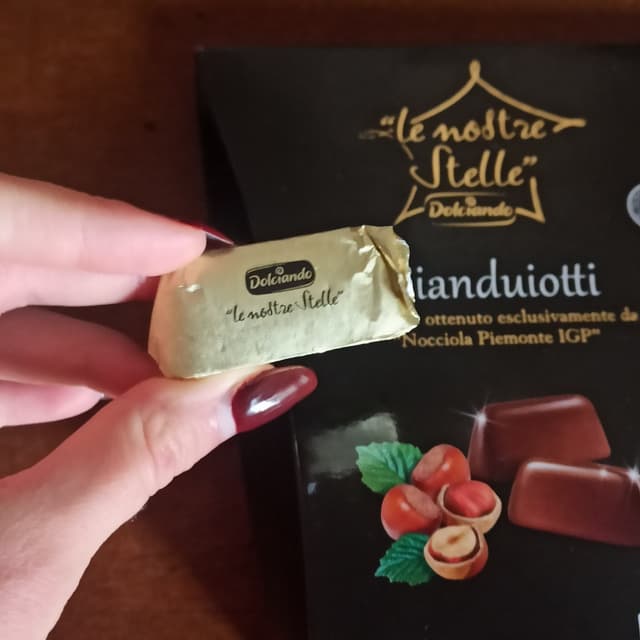 "le nostre
Stelle"
Dolciando
ianduiotti
ottenuto esclusivamente da
"Nocciola Piemonte IGP"
Dolciando
"le nostre Stelle"